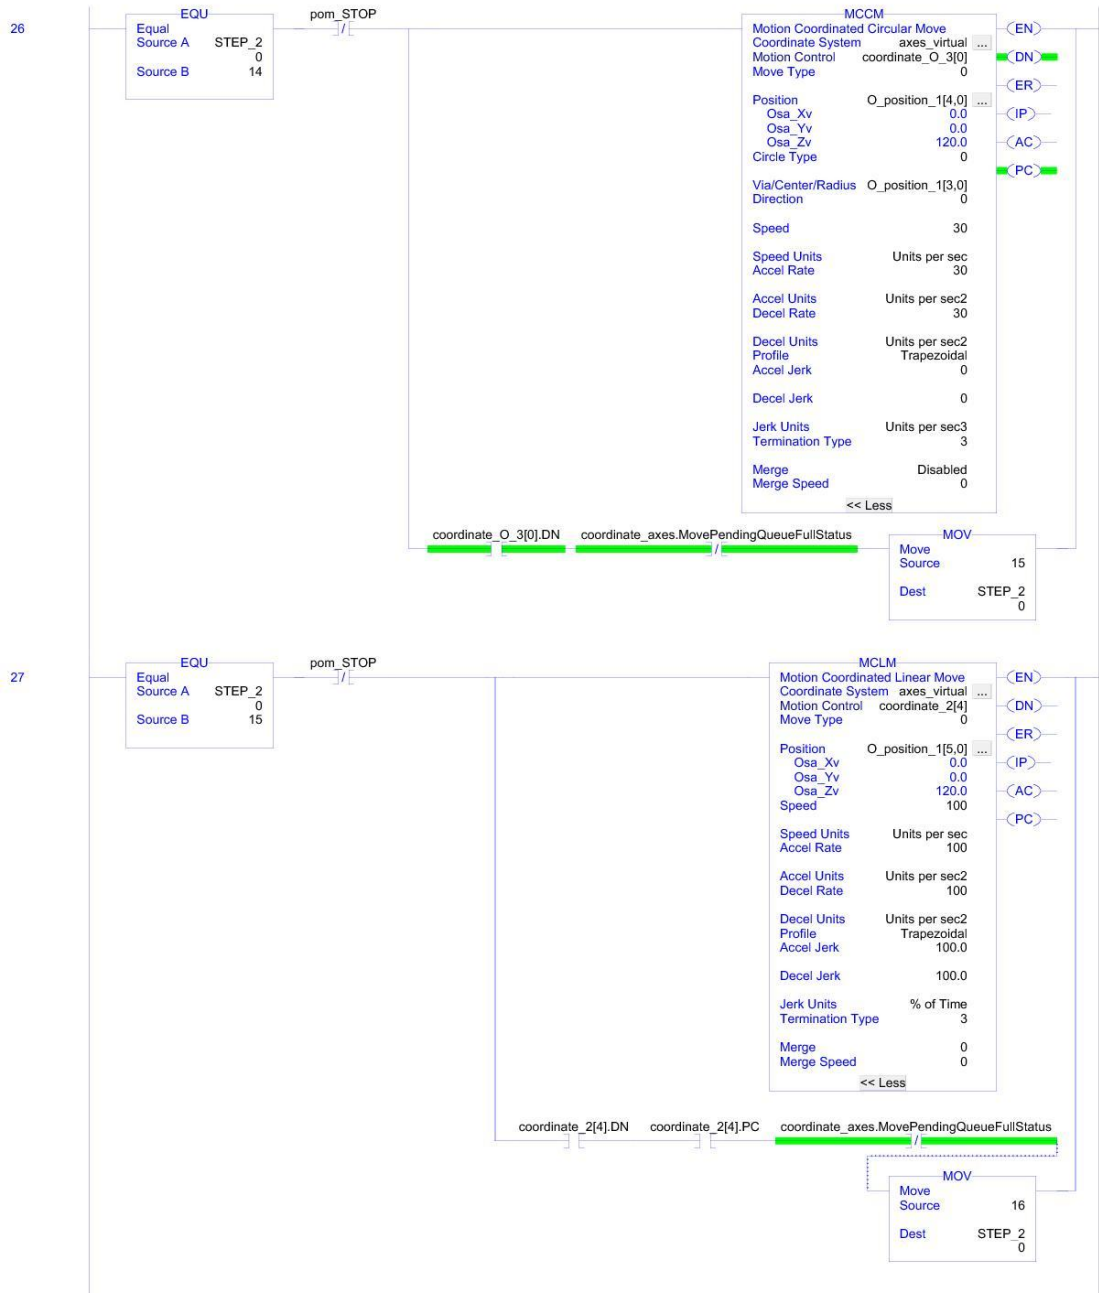 26
EQU
Equal
Source A STEP_2
0
Source B 14
pom_STOP
/
MCCM
Motion Coordinated Circular Move
Coordinate System axes_virtual ...
Motion Control coordinate_O_3[0]
Move Type 0
Position O_position_1[4,0] ...
Osa_Xv 0.0
Osa_Yv 0.0
Osa_Zv 120.0
Circle Type 0
Via/Center/Radius O_position_1[3,0]
Direction 0
Speed 30
Speed Units Units per sec
Accel Rate 30
Accel Units Units per sec2
Decel Rate 30
Decel Units Units per sec2
Profile Trapezoidal
Accel Jerk 0
Decel Jerk 0
Jerk Units Units per sec3
Termination Type 3
Merge Disabled
Merge Speed 0
<< Less
EN
DN
ER
IP
AC
PC
coordinate_O_3[0].DN
coordinate_axes.MovePendingQueueFullStatus
/
MOV
Move
Source 15
Dest STEP_2
0
27
EQU
Equal
Source A STEP_2
0
Source B 15
pom_STOP
/
MCLM
Motion Coordinated Linear Move
Coordinate System axes_virtual ...
Motion Control coordinate_2[4]
Move Type 0
Position O_position_1[5,0] ...
Osa_Xv 0.0
Osa_Yv 0.0
Osa_Zv 120.0
Speed 100
Speed Units Units per sec
Accel Rate 100
Accel Units Units per sec2
Decel Rate 100
Decel Units Units per sec2
Profile Trapezoidal
Accel Jerk 100.0
Decel Jerk 100.0
Jerk Units % of Time
Termination Type 3
Merge 0
Merge Speed 0
<< Less
EN
DN
ER
IP
AC
PC
coordinate_2[4].DN
coordinate_2[4].PC
coordinate_axes.MovePendingQueueFullStatus
/
MOV
Move
Source 16
Dest STEP_2
0